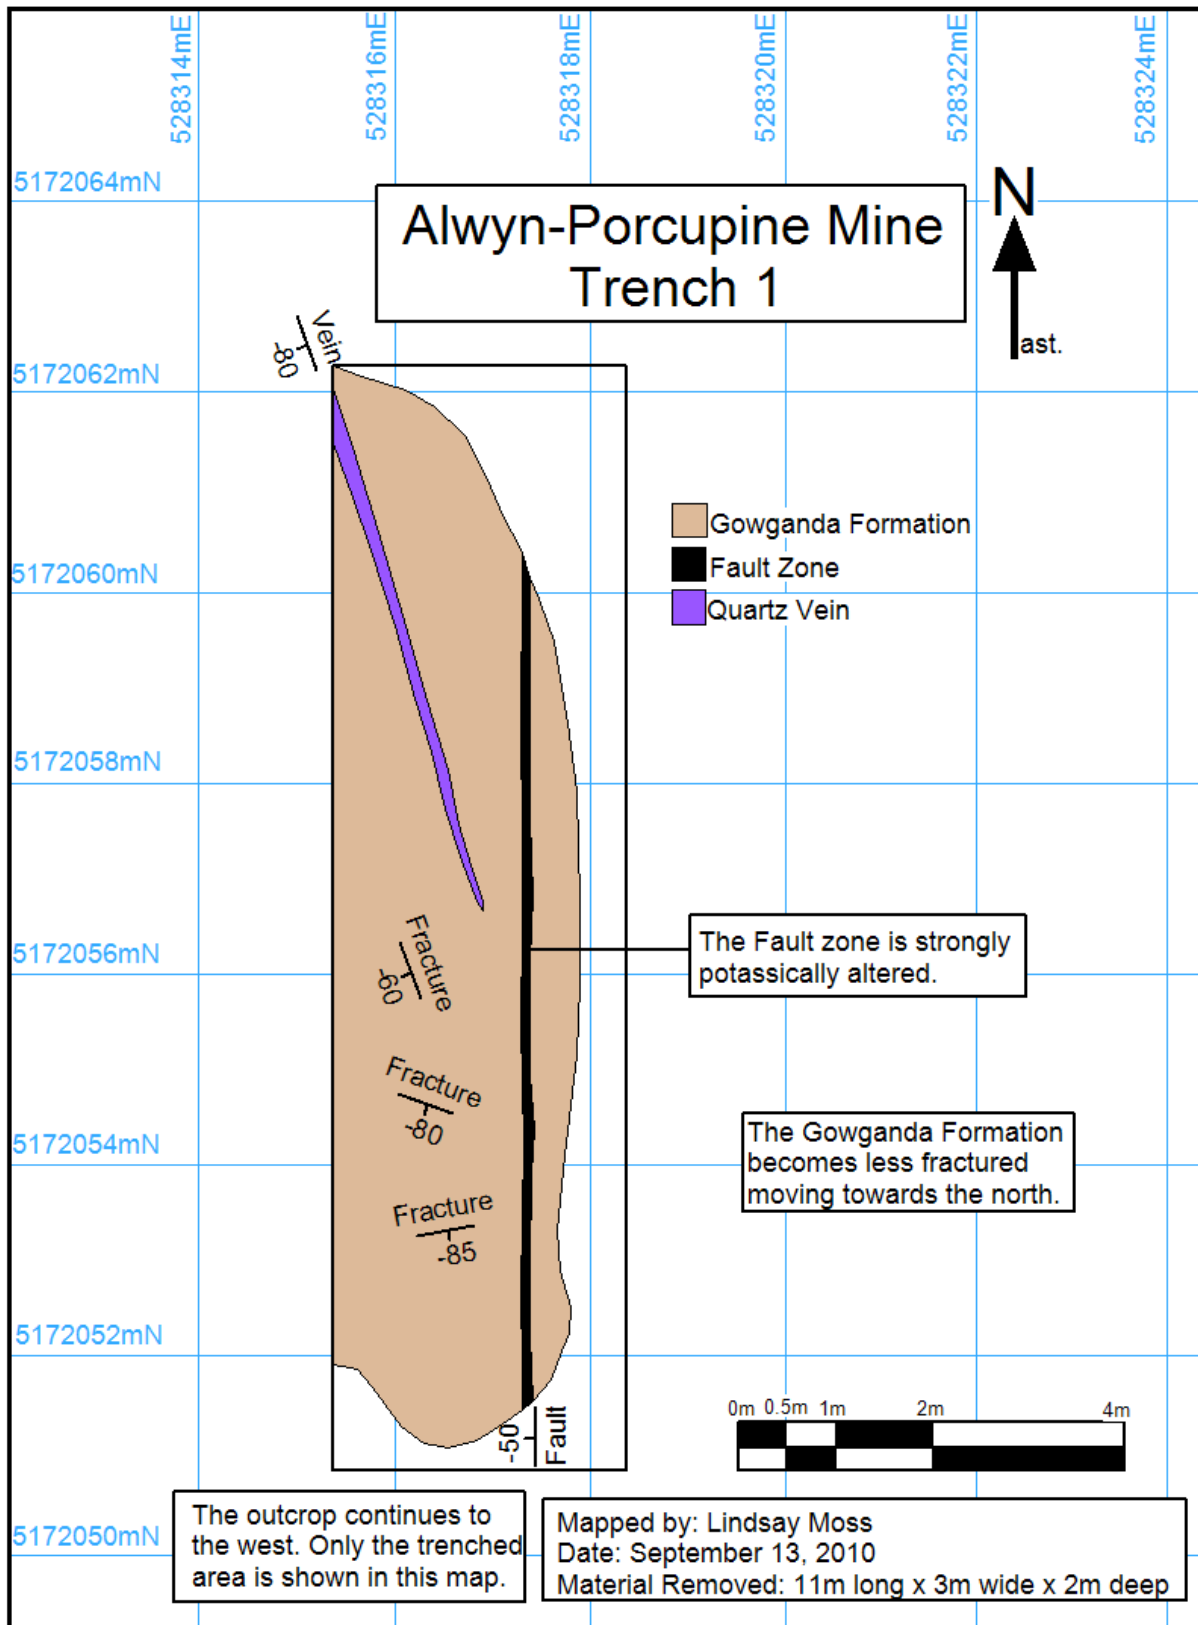 528314mE
528316mE
528318mE
528320mE
528322mE
528324mE
5172064mN
Alwyn-Porcupine Mine
Trench 1
N
ast.
Vein
-80
5172062mN
Gowganda Formation
Fault Zone
Quartz Vein
5172060mN
5172058mN
Fracture
-60
The Fault zone is strongly
potassically altered.
5172056mN
Fracture
-80
The Gowganda Formation
becomes less fractured
moving towards the north.
5172054mN
Fracture
-85
5172052mN
0m 0.5m 1m 2m 4m
-50
Fault
The outcrop continues to
the west. Only the trenched
area is shown in this map.
Mapped by: Lindsay Moss
Date: September 13, 2010
Material Removed: 11m long x 3m wide x 2m deep
5172050mN